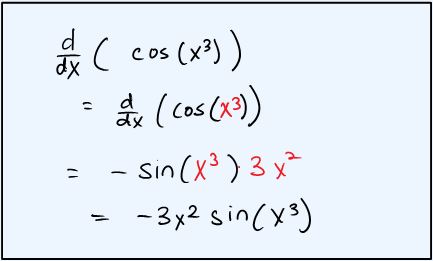 d/dx ( cos(x³) )
= d/dx (cos(x³))
= - sin(x³) · 3x²
= -3x² sin(x³)